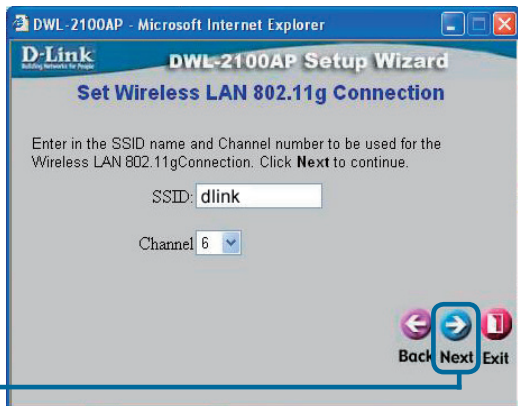 DWL-2100AP - Microsoft Internet Explorer
D-Link
Building Networks for People
DWL-2100AP Setup Wizard
Set Wireless LAN 802.11g Connection
Enter in the SSID name and Channel number to be used for the
Wireless LAN 802.11gConnection. Click Next to continue.
SSID: dlink
Channel 6
Back Next Exit